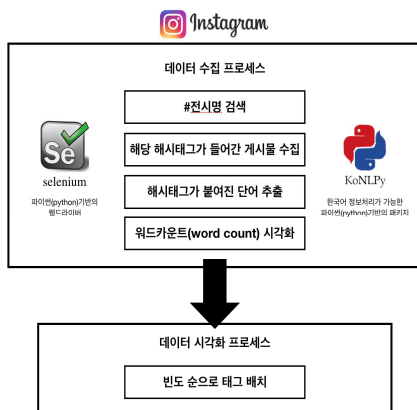 Instagram
데이터 수집 프로세스
#전시명 검색
해당 해시태그가 들어간 게시물 수집
해시태그가 붙여진 단어 추출
워드카운트(word count) 시각화
Se
selenium
파이썬(python)기반의
웹드라이버
KoNLPy
한국어 정보처리가 가능한
파이썬(python)기반의 패키지
데이터 시각화 프로세스
빈도 순으로 태그 배치